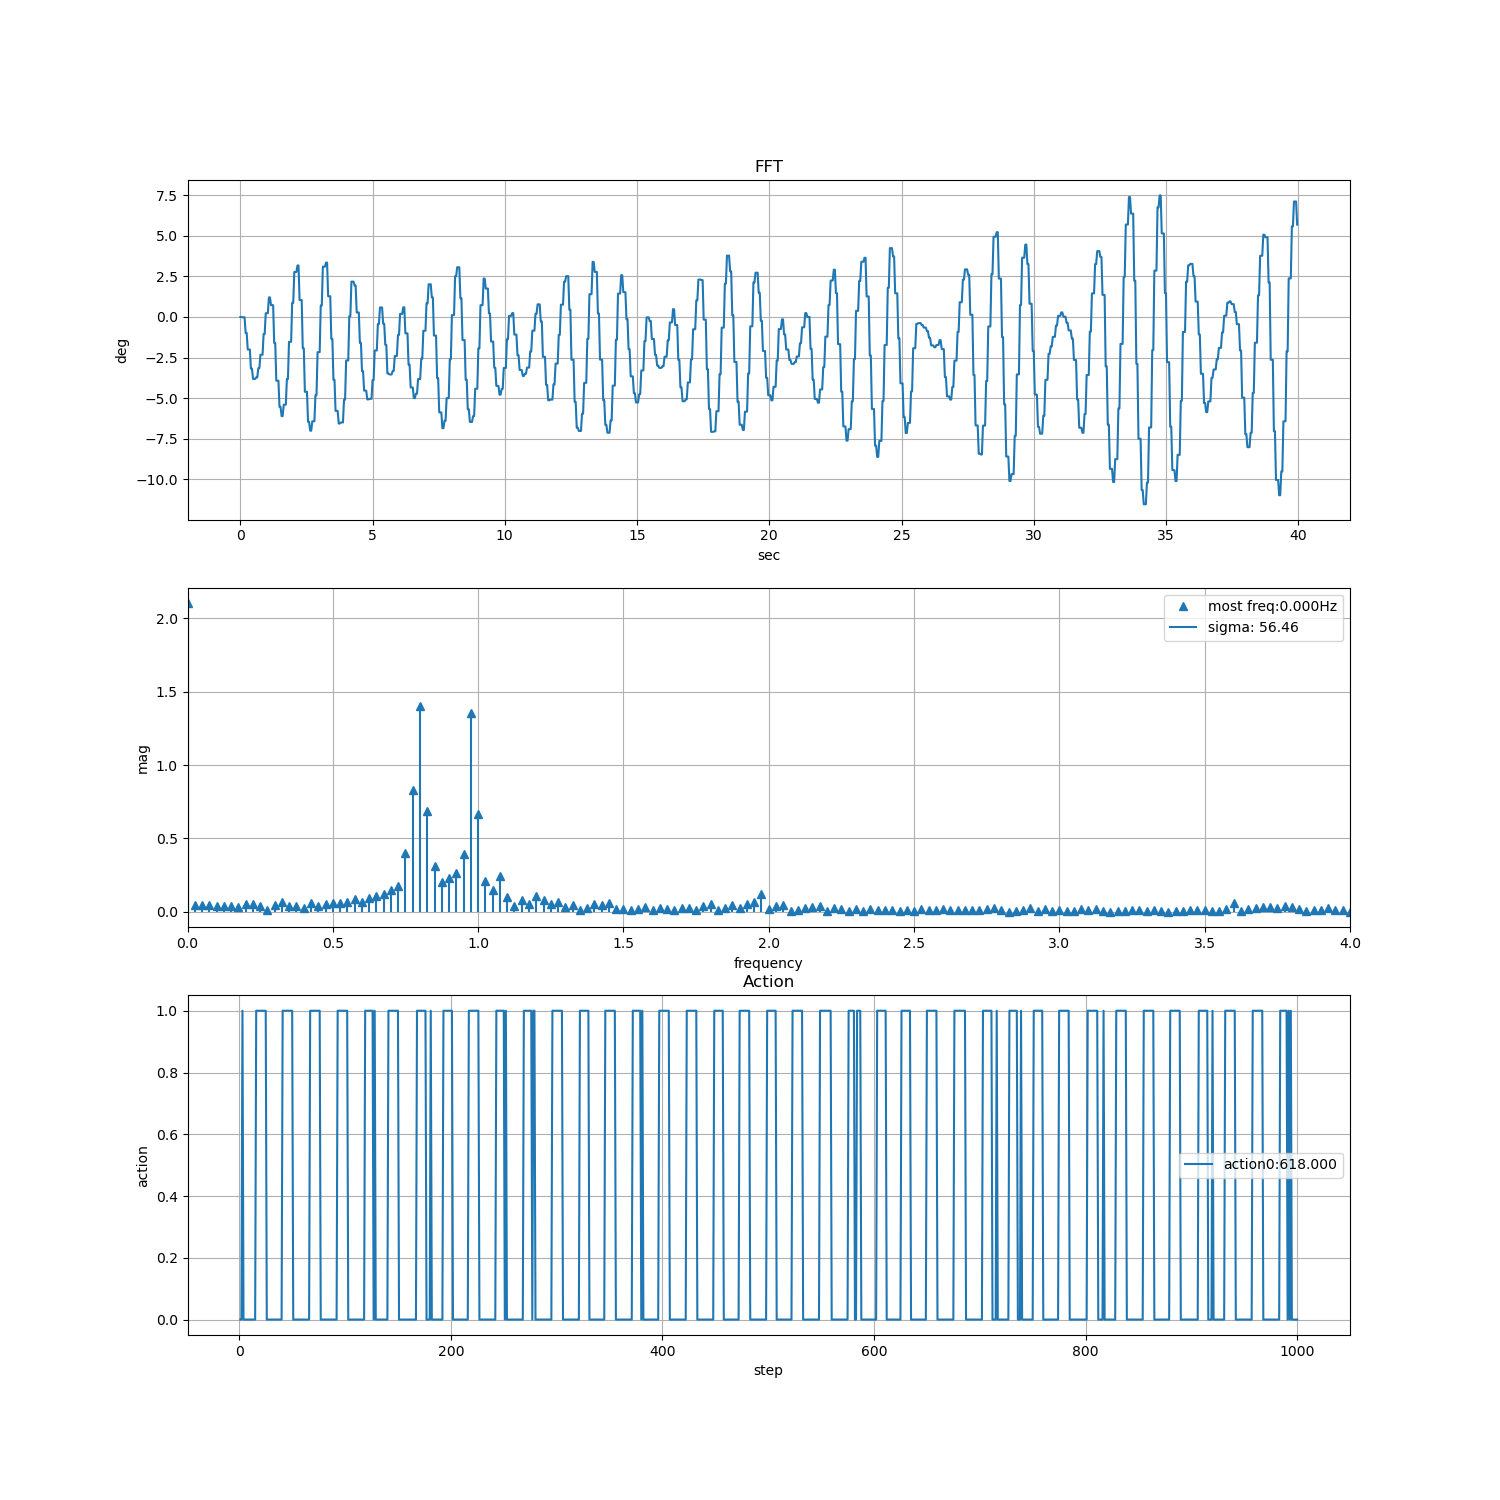 FFT
7.5
5.0
2.5
0.0
−2.5
−5.0
−7.5
−10.0
deg
0 5 10 15 20 25 30 35 40
sec
most freq:0.000Hz
sigma: 56.46
2.0
1.5
1.0
0.5
0.0
mag
0.0 0.5 1.0 1.5 2.0 2.5 3.0 3.5 4.0
frequency
Action
1.0
0.8
0.6
0.4
0.2
0.0
action
action0:618.000
0 200 400 600 800 1000
step